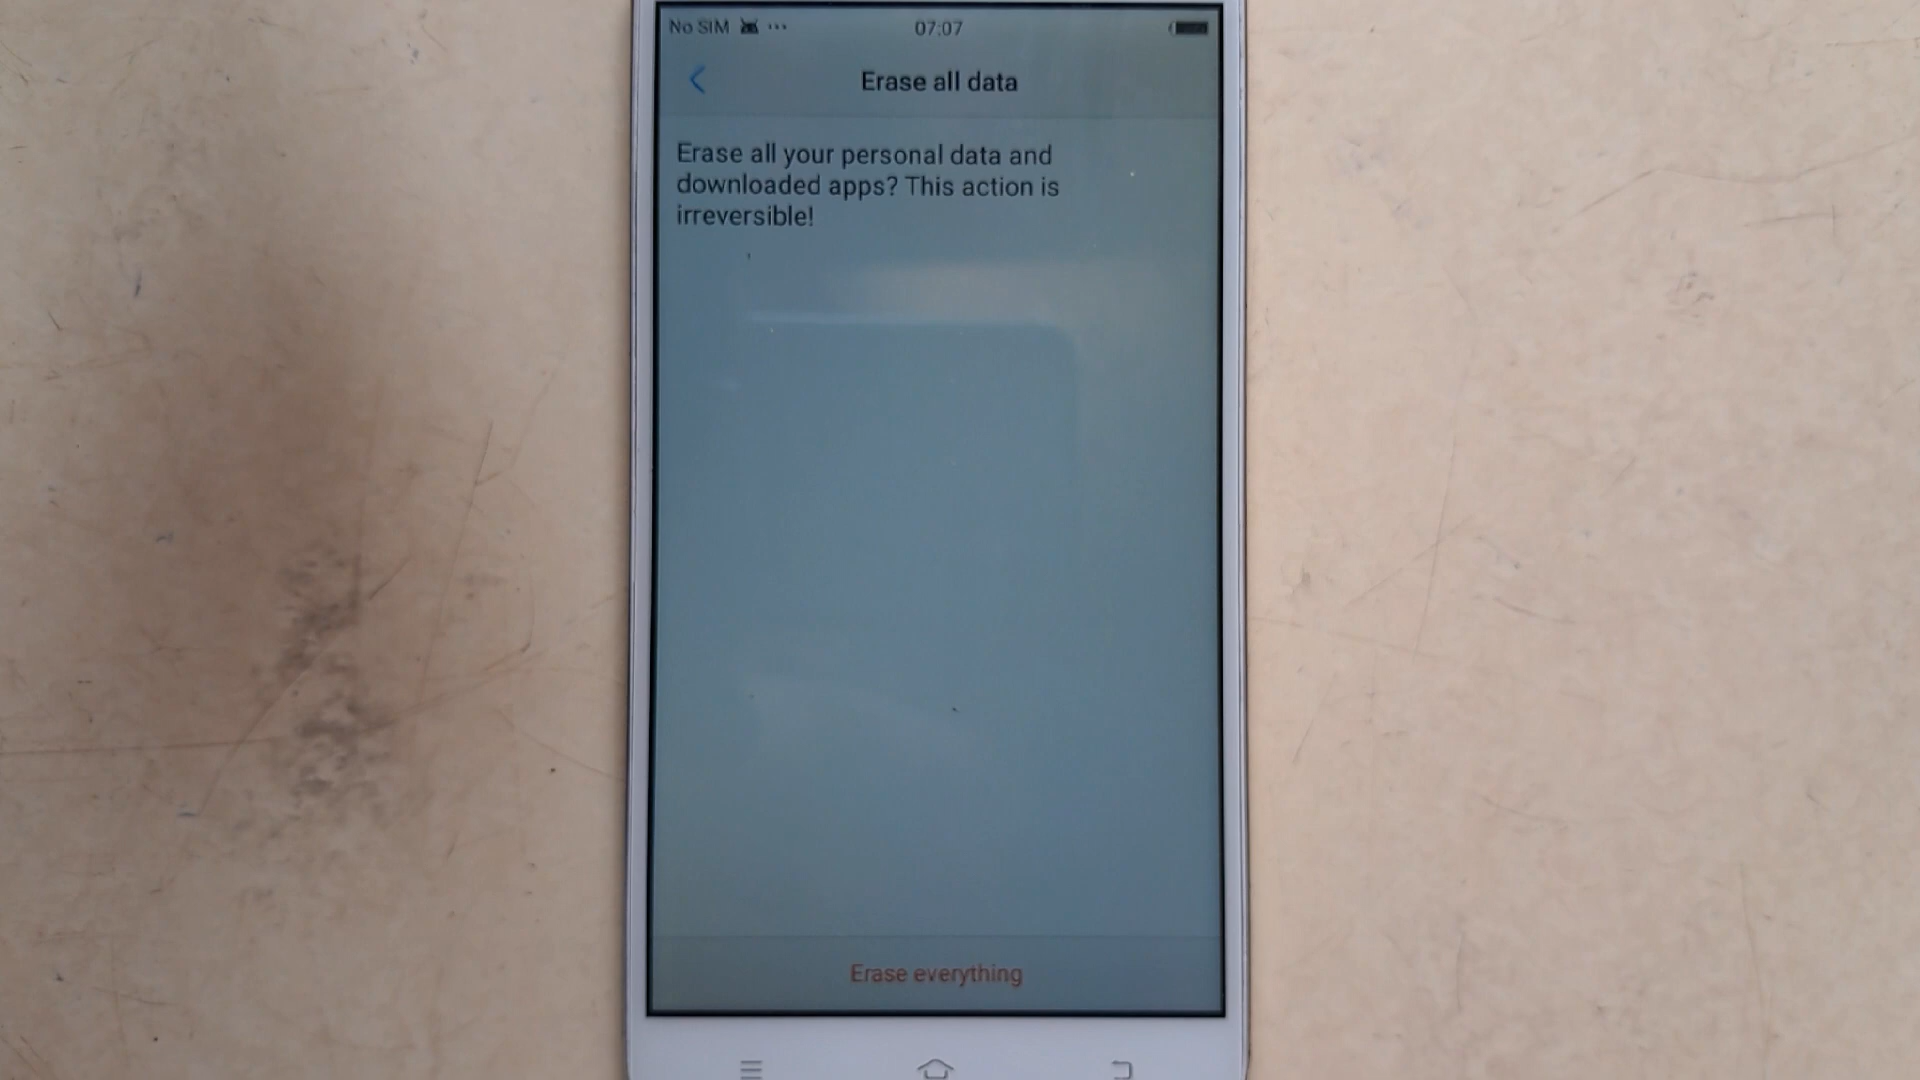 No SIM ... 07:07
Erase all data
Erase all your personal data and
downloaded apps? This action is
irreversible!
Erase everything